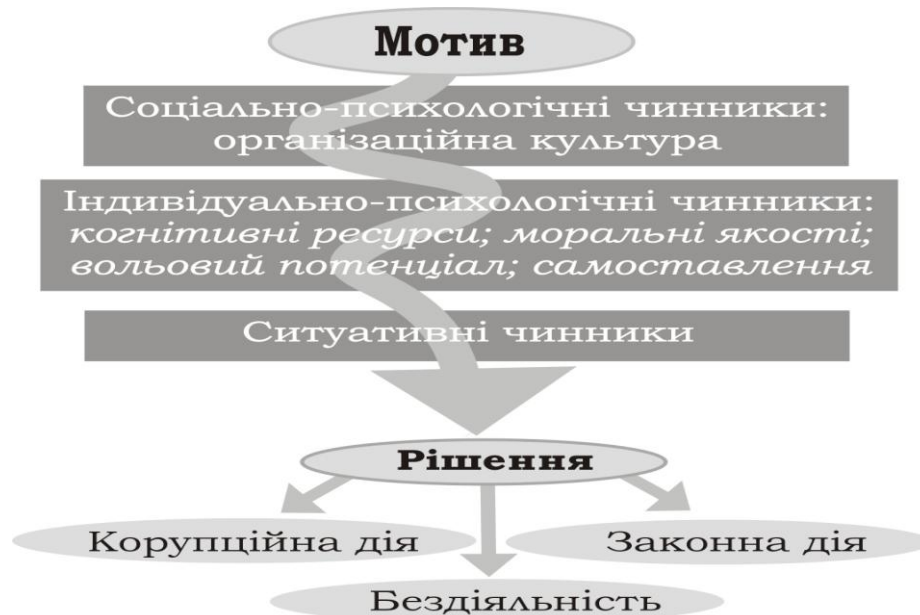 Мотив
Соціально-психологічні чинники:
організаційна культура
Індивідуально-психологічні чинники:
когнітивні ресурси; моральні якості;
вольовий потенціал; самоставлення
Ситуативні чинники
Рішення
Корупційна дія
Законна дія
Бездіяльність